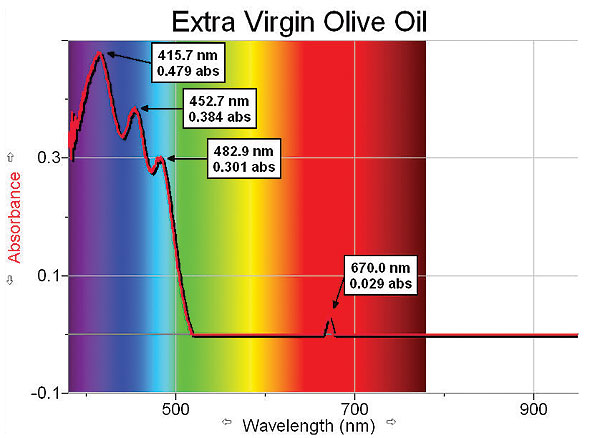 Extra Virgin Olive Oil
415.7 nm
0.479 abs
452.7 nm
0.384 abs
482.9 nm
0.301 abs
670.0 nm
0.029 abs
Absorbance
0.3
0.1
-0.1
500
700
900
Wavelength (nm)